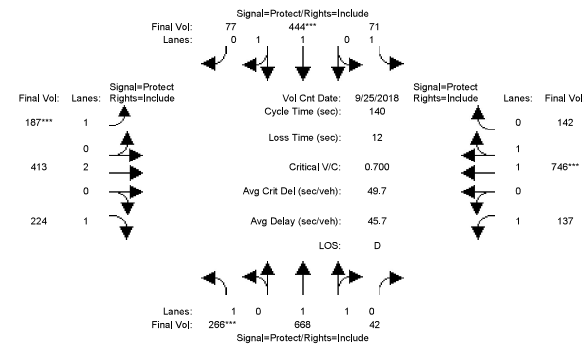 Signal=Protect/Rights=Include
Final Vol: 77 444*** 71
Lanes: 0 1 1 0 1
Signal=Protect
Final Vol: Lanes: Rights=Include
Vol Cnt Date: 9/25/2018
Signal=Protect
Rights=Include Lanes: Final Vol
Cycle Time (sec): 140
187*** 1
0 142
Loss Time (sec): 12
0
1
413 2
Critical V/C: 0.700
1 746***
0
Avg Crit Del (sec/veh): 49.7
0
224 1
Avg Delay (sec/veh): 45.7
1 137
LOS: D
Lanes: 1 0 1 1 0
Final Vol: 266*** 668 42
Signal=Protect/Rights=Include